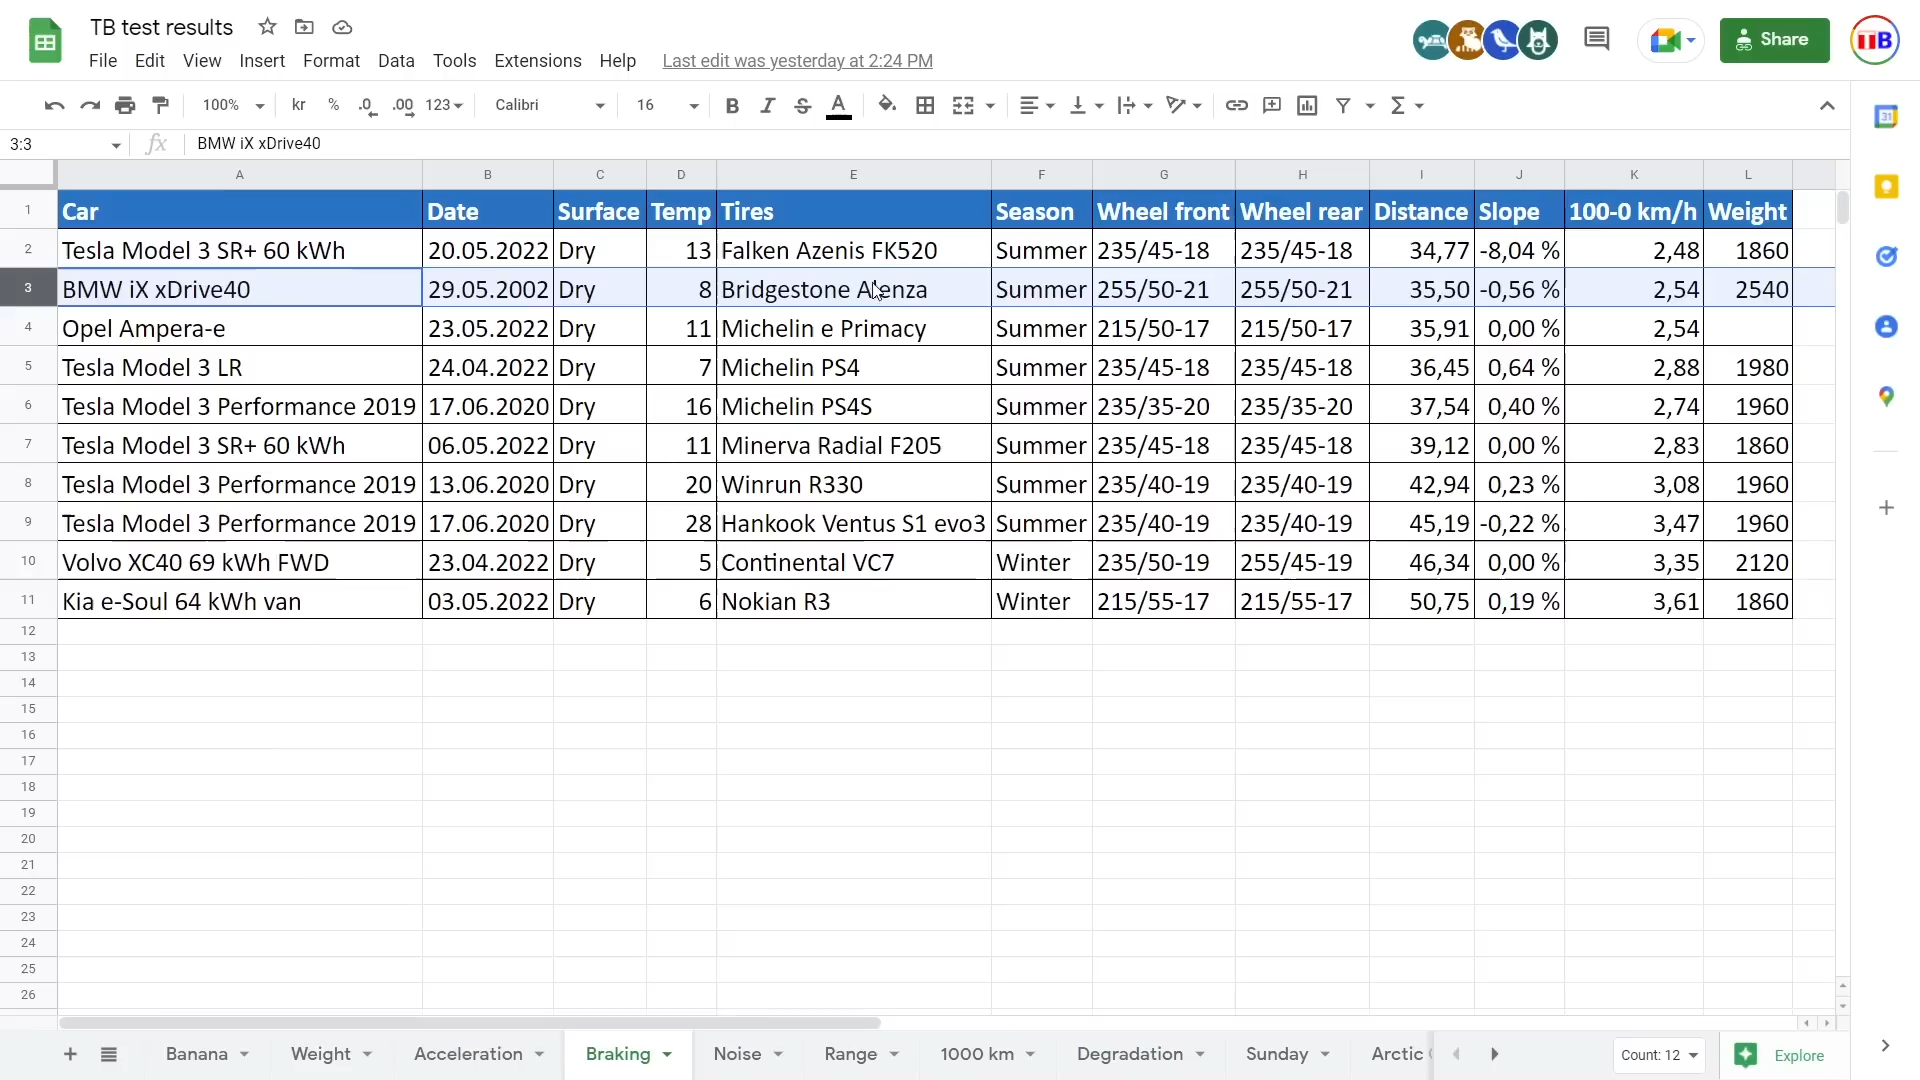 TB test results
File Edit View Insert Format Data Tools Extensions Help Last edit was yesterday at 2:24 PM
Share
TB
100% kr % .0 .00 123 Calibri 16 B I S A
3:3 fx BMW iX xDrive40
A B C D E F G H I J K L
1 Car Date Surface Temp Tires Season Wheel front Wheel rear Distance Slope 100-0 km/h Weight
2 Tesla Model 3 SR+ 60 kWh 20.05.2022 Dry 13 Falken Azenis FK520 Summer 235/45-18 235/45-18 34,77 -8,04 % 2,48 1860
3 BMW iX xDrive40 29.05.2002 Dry 8 Bridgestone Alenza Summer 255/50-21 255/50-21 35,50 -0,56 % 2,54 2540
4 Opel Ampera-e 23.05.2022 Dry 11 Michelin e Primacy Summer 215/50-17 215/50-17 35,91 0,00 % 2,54
5 Tesla Model 3 LR 24.04.2022 Dry 7 Michelin PS4 Summer 235/45-18 235/45-18 36,45 0,64 % 2,88 1980
6 Tesla Model 3 Performance 2019 17.06.2020 Dry 16 Michelin PS4S Summer 235/35-20 235/35-20 37,54 0,40 % 2,74 1960
7 Tesla Model 3 SR+ 60 kWh 06.05.2022 Dry 11 Minerva Radial F205 Summer 235/45-18 235/45-18 39,12 0,00 % 2,83 1860
8 Tesla Model 3 Performance 2019 13.06.2020 Dry 20 Winrun R330 Summer 235/40-19 235/40-19 42,94 0,23 % 3,08 1960
9 Tesla Model 3 Performance 2019 17.06.2020 Dry 28 Hankook Ventus S1 evo3 Summer 235/40-19 235/40-19 45,19 -0,22 % 3,47 1960
10 Volvo XC40 69 kWh FWD 23.04.2022 Dry 5 Continental VC7 Winter 235/50-19 255/45-19 46,34 0,00 % 3,35 2120
11 Kia e-Soul 64 kWh van 03.05.2022 Dry 6 Nokian R3 Winter 215/55-17 215/55-17 50,75 0,19 % 3,61 1860
12
13
14
15
16
17
18
19
20
21
22
23
24
25
26
Banana Weight Acceleration Braking Noise Range 1000 km Degradation Sunday Arctic Count: 12 Explore
31